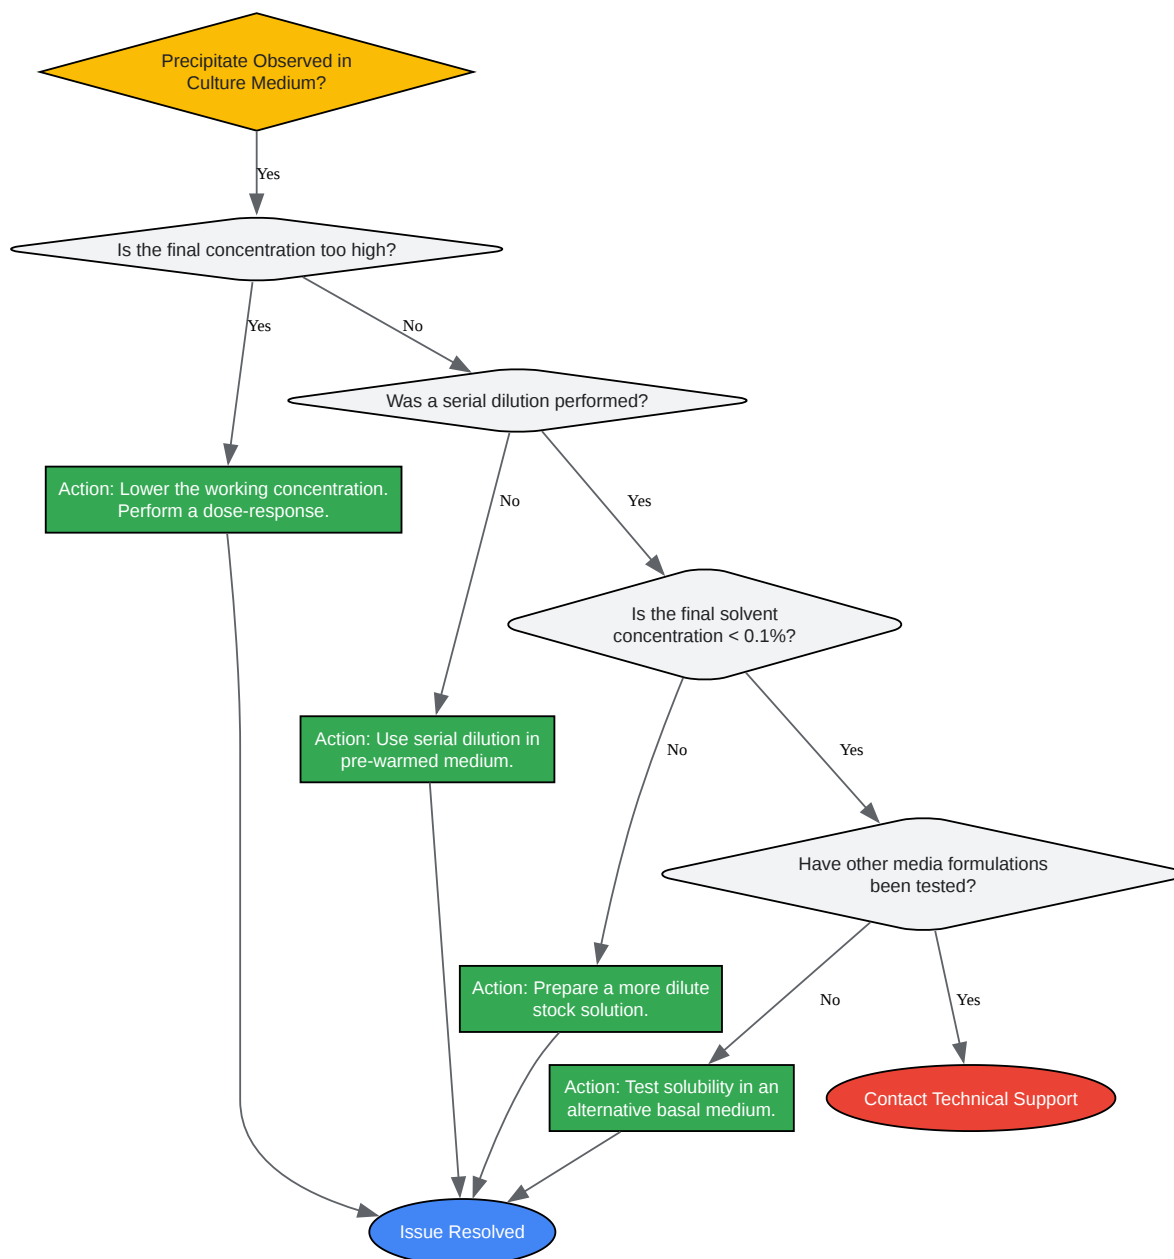 Precipitate Observed in
Culture Medium?
Yes
Is the final concentration too high?
Yes
No
Was a serial dilution performed?
Action: Lower the working concentration.
Perform a dose-response.
No
Yes
Is the final solvent
concentration < 0.1%?
Action: Use serial dilution in
pre-warmed medium.
No
Yes
Have other media formulations
been tested?
Action: Prepare a more dilute
stock solution.
No
Yes
Action: Test solubility in an
alternative basal medium.
Contact Technical Support
Issue Resolved